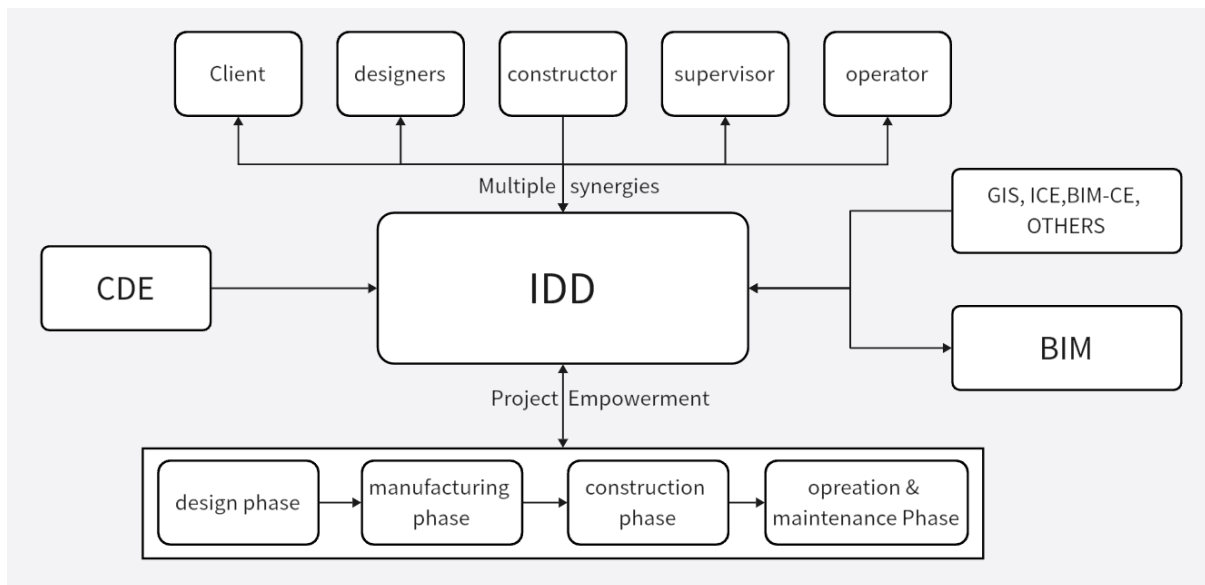 Client
designers
constructor
supervisor
operator
Multiple synergies
GIS, ICE,BIM-CE,
OTHERS
CDE
IDD
BIM
Project Empowerment
design phase
manufacturing
phase
construction
phase
opreation &
maintenance Phase